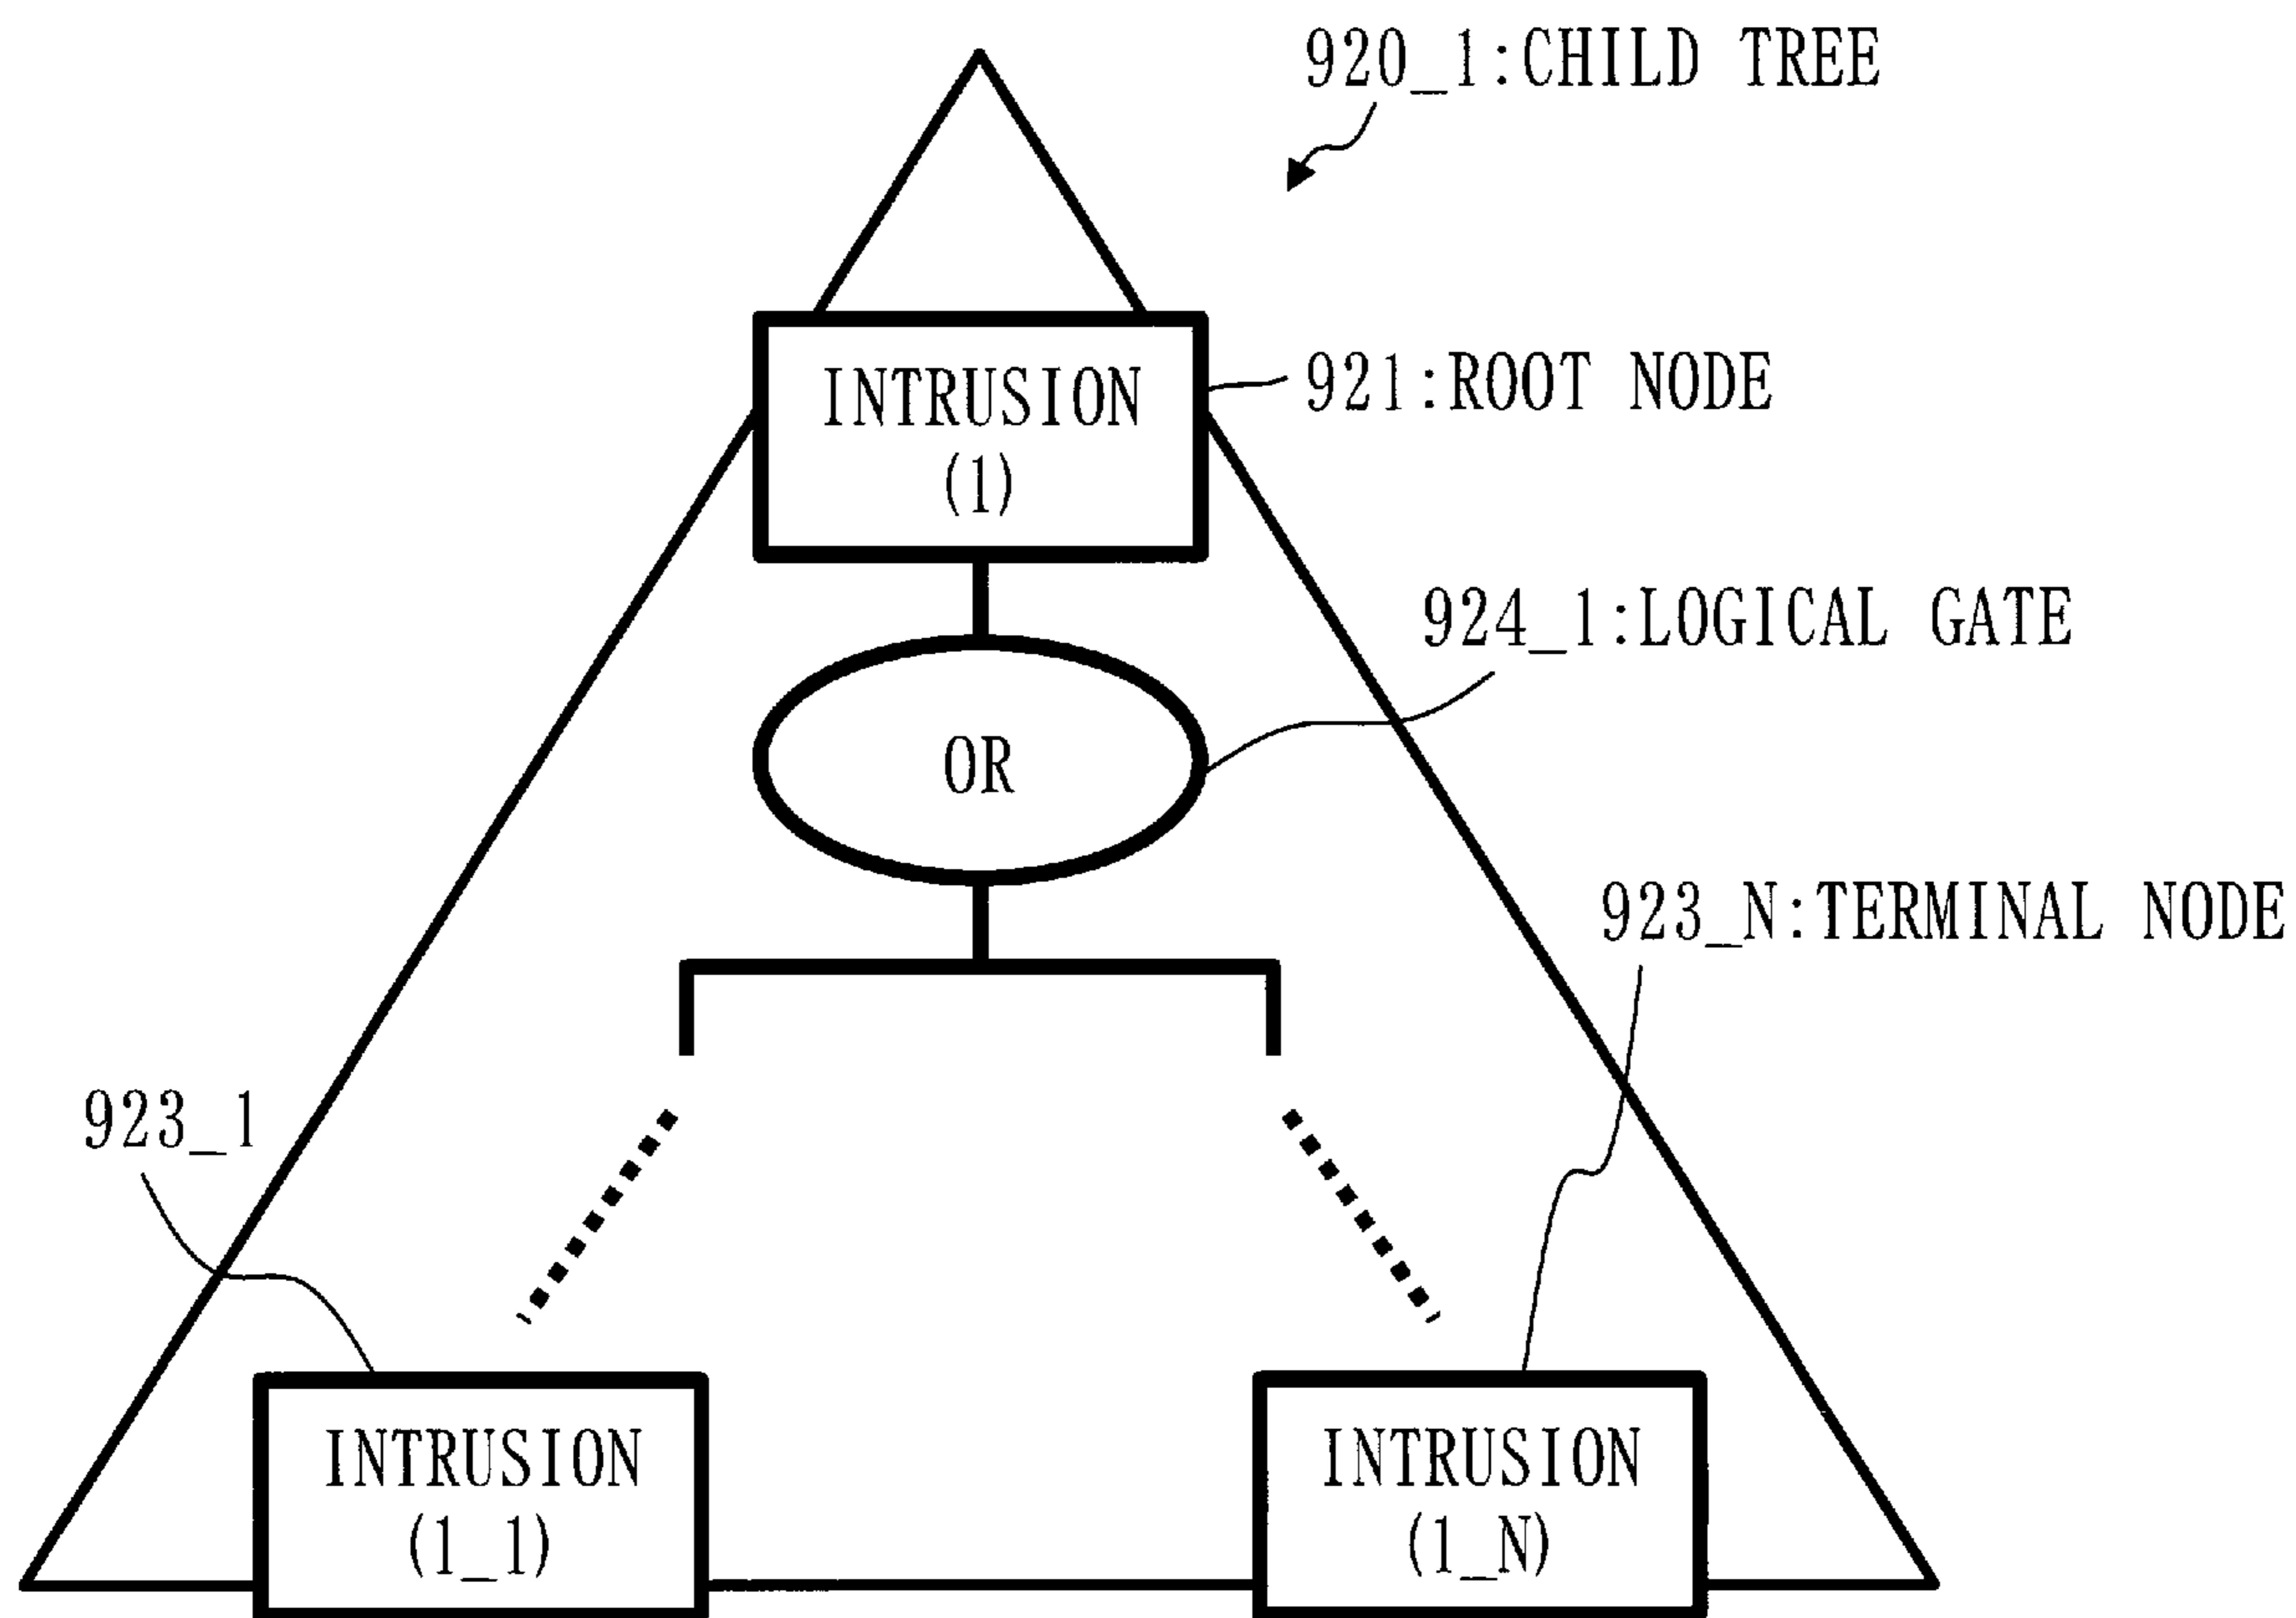 920_1:CHILD TREE
INTRUSION
(1)
921:ROOT NODE
924_1:LOGICAL GATE
OR
923_N:TERMINAL NODE
923_1
INTRUSION
(1_1)
INTRUSION
(1_N)